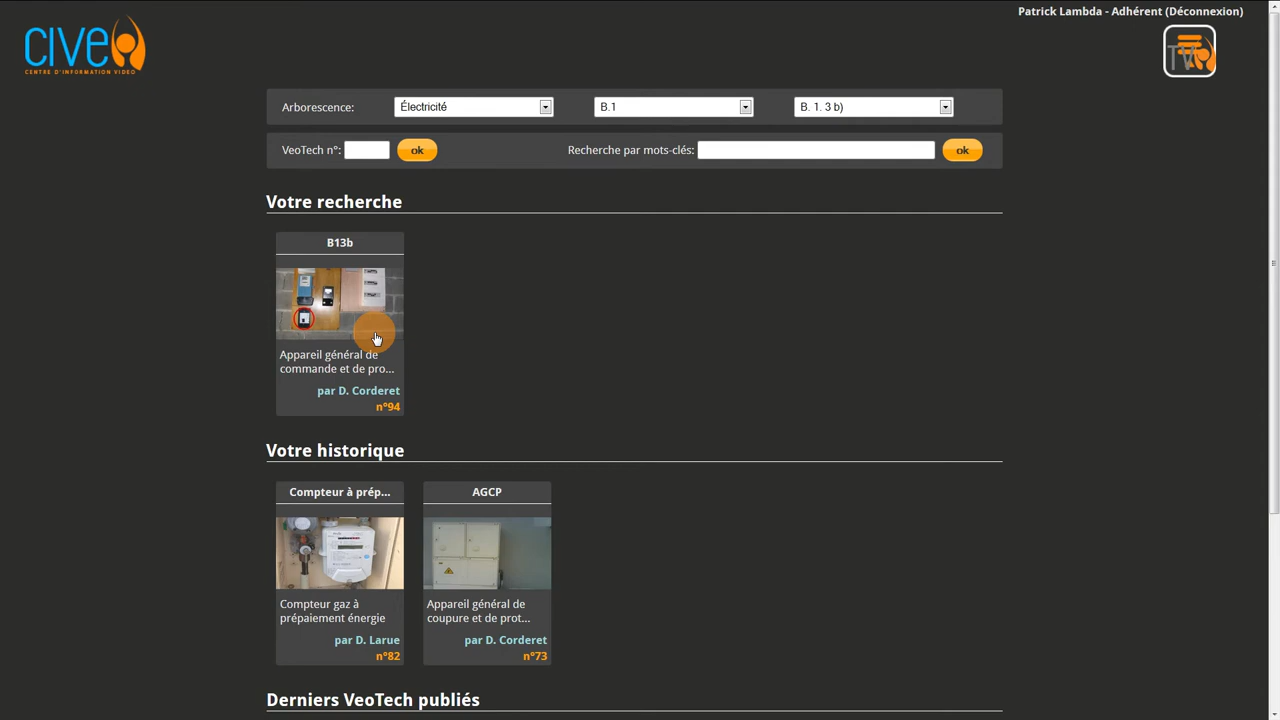 Patrick Lambda - Adhérent (Déconnexion)
CIVEO
CENTRE D'INFORMATION VIDEO
TV
Arborescence: Électricité B.1 B. 1. 3 b)
VeoTech n°: ok Recherche par mots-clés: ok
Votre recherche
B13b
Appareil général de
commande et de pro...
par D. Corderet
n°94
Votre historique
Compteur à prép...
Compteur gaz à
prépaiement énergie
par D. Larue
n°82
AGCP
Appareil général de
coupure et de prot...
par D. Corderet
n°73
Derniers VeoTech publiés